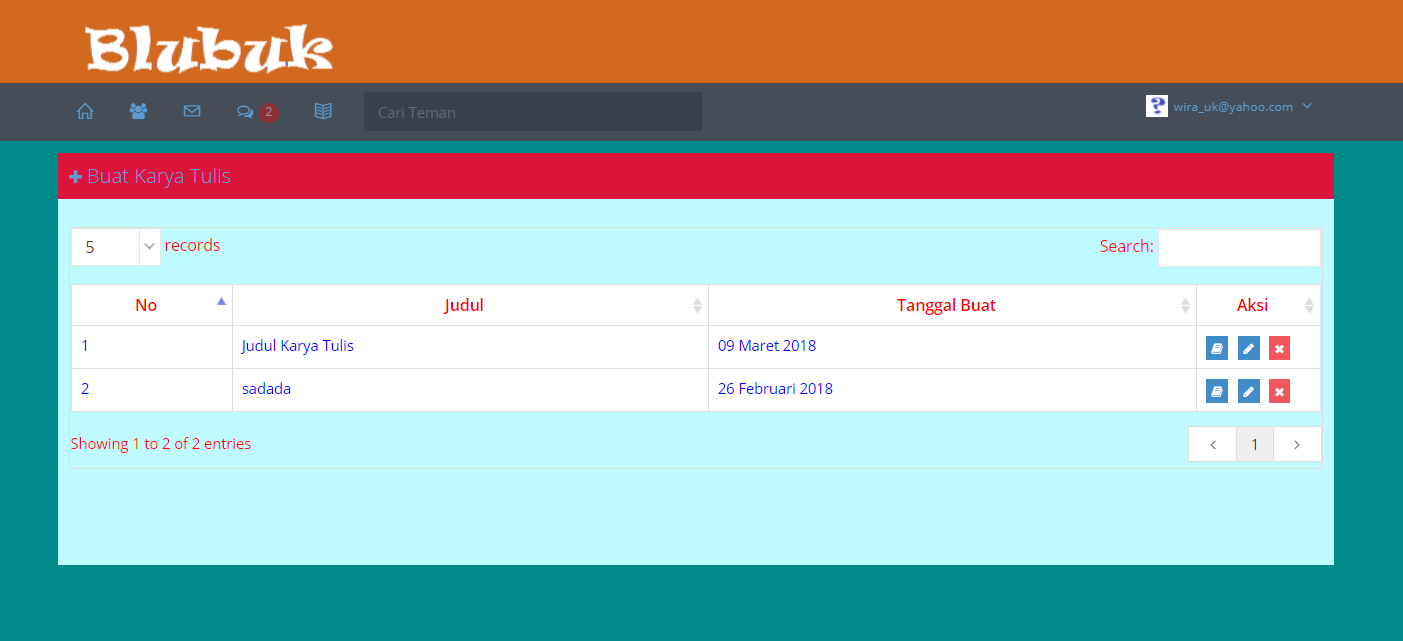 Blubuk
2
Cari Teman
wira_uk@yahoo.com
Buat Karya Tulis
5 records
Search:
No Judul Tanggal Buat Aksi
1 Judul Karya Tulis 09 Maret 2018
2 sadada 26 Februari 2018
Showing 1 to 2 of 2 entries
1